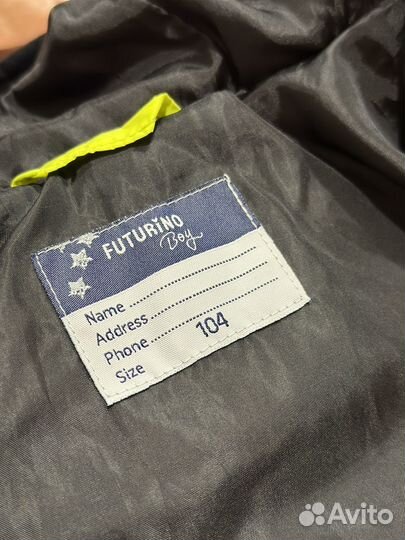 FUTURINO
Boy
Name
Address
Phone
Size 104
Avito